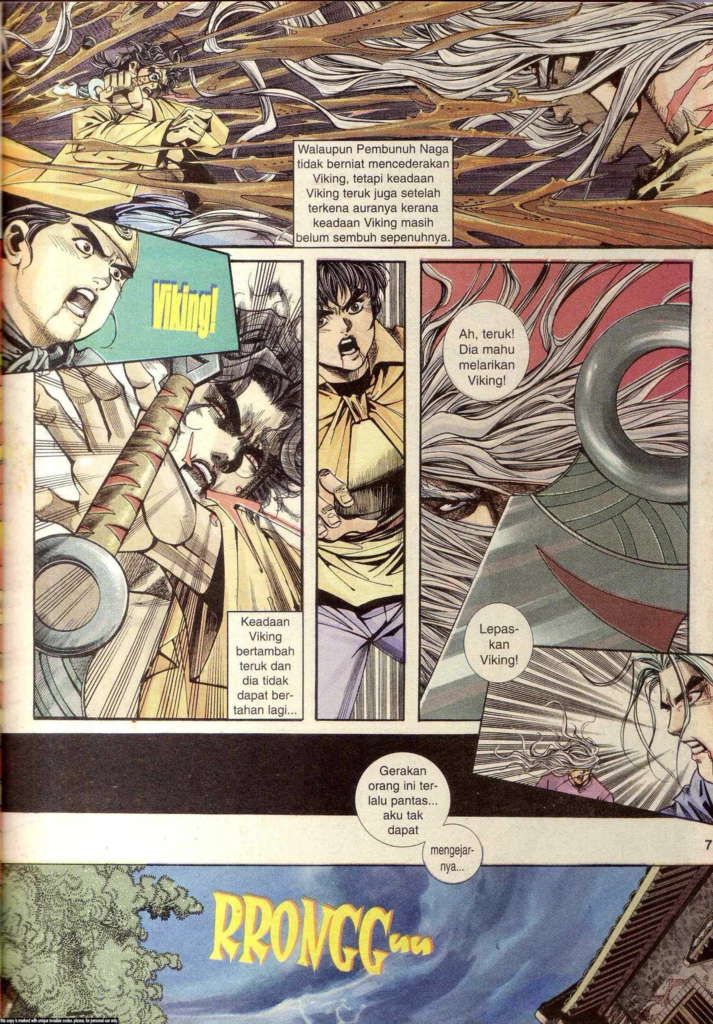 Walaupun Pembunuh Naga
tidak berniat mencederakan
Viking, tetapi keadaan
Viking teruk juga setelah
terkena auranya kerana
keadaan Viking masih
belum sembuh sepenuhnya.
Viking!
Ah, teruk!
Dia mahu
melarikan
Viking!
Keadaan
Viking
bertambah
teruk dan
dia tidak
dapat ber-
tahan lagi...
Lepas-
kan
Viking!
Gerakan
orang ini ter-
lalu pantas...
aku tak
dapat
mengejar-
nya...
7
RRONGGuu